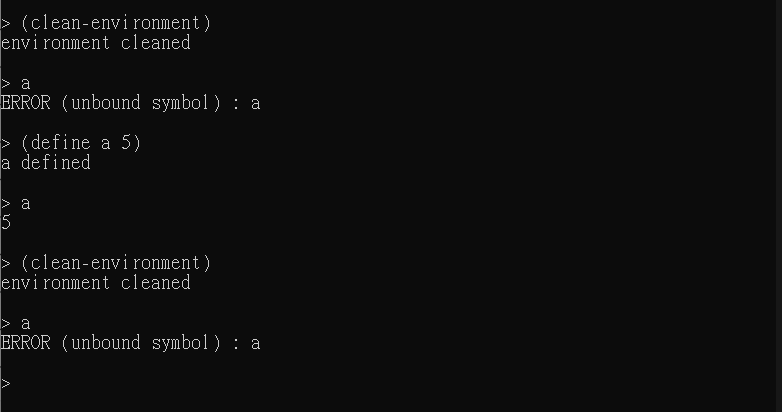 > (clean-environment)
environment cleaned
> a
ERROR (unbound symbol) : a
> (define a 5)
a defined
> a
5
> (clean-environment)
environment cleaned
> a
ERROR (unbound symbol) : a
>